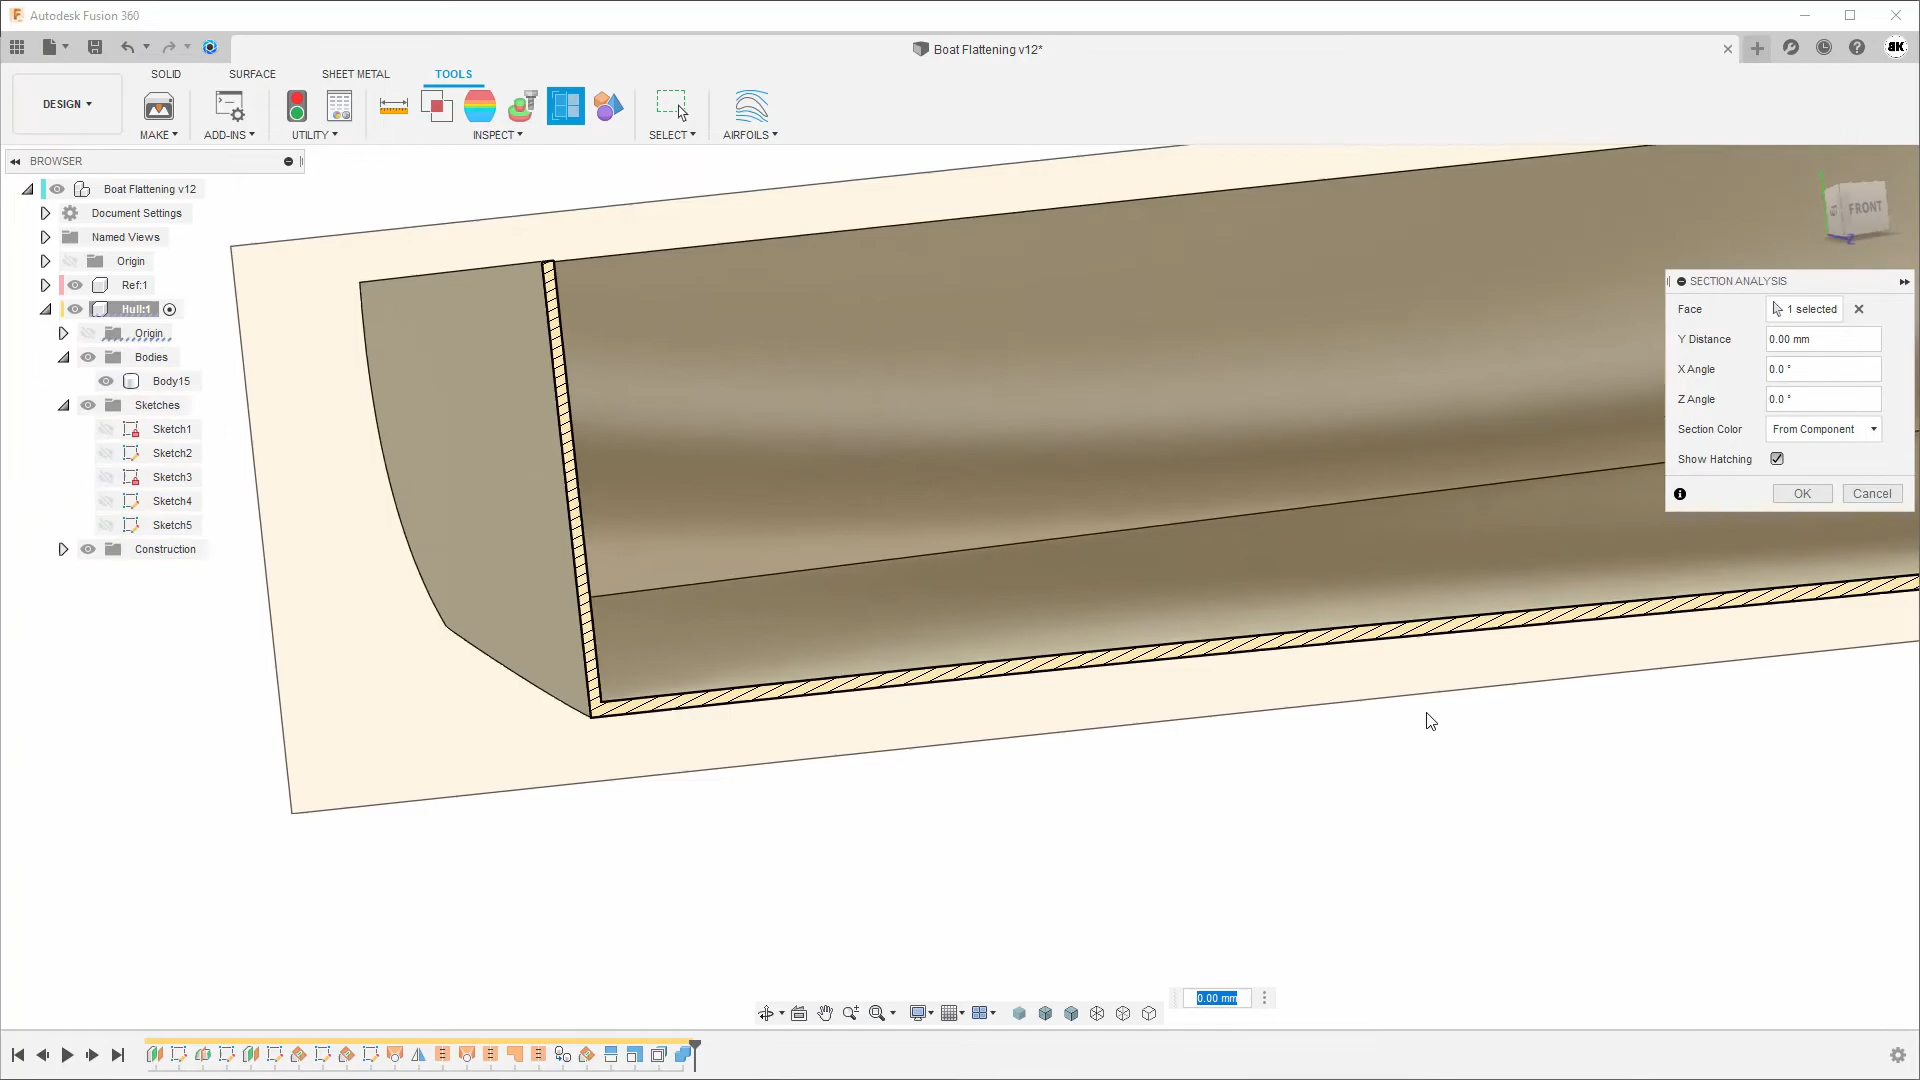 Autodesk Fusion 360
Boat Flattening v12*
BK
DESIGN
SOLID
SURFACE
SHEET METAL
TOOLS
MAKE
ADD-INS
UTILITY
INSPECT
SELECT
AIRFOILS
BROWSER
Boat Flattening v12
Document Settings
Named Views
Origin
Ref:1
Hull:1
Origin
Bodies
Body15
Sketches
Sketch1
Sketch2
Sketch3
Sketch4
Sketch5
Construction
FRONT
Z
SECTION ANALYSIS
Face
1 selected
Y Distance
0.00 mm
X Angle
0.0 °
Z Angle
0.0 °
Section Color
From Component
Show Hatching
OK
Cancel
0.00 mm